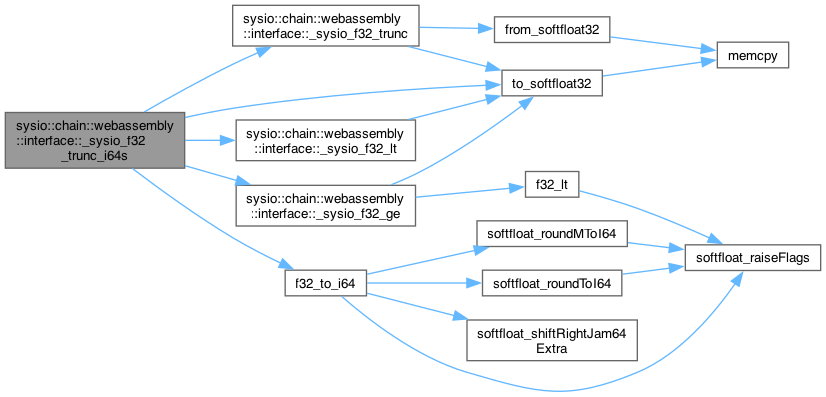 sysio::chain::webassembly
::interface::_sysio_f32
_trunc_i64s
sysio::chain::webassembly
::interface::_sysio_f32_trunc
from_softfloat32
memcpy
to_softfloat32
sysio::chain::webassembly
::interface::_sysio_f32_lt
sysio::chain::webassembly
::interface::_sysio_f32_ge
f32_lt
softfloat_roundMToI64
softfloat_raiseFlags
f32_to_i64
softfloat_roundToI64
softfloat_shiftRightJam64
Extra